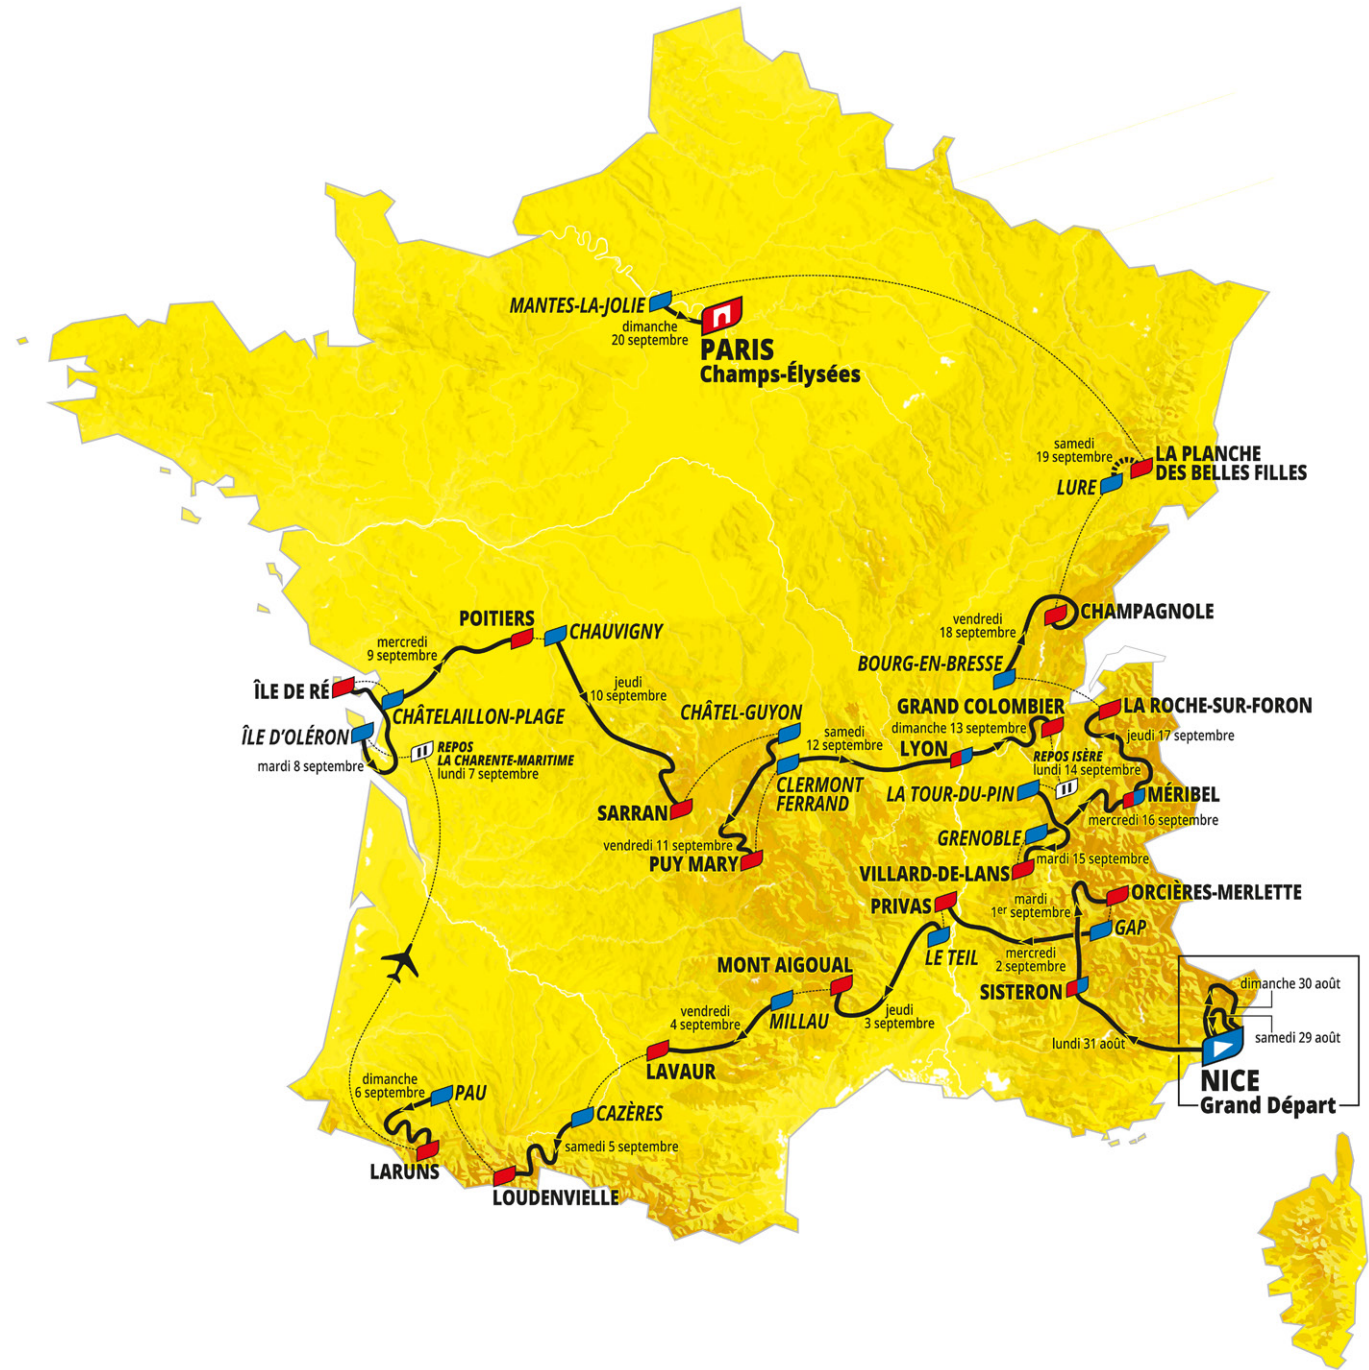 MANTES-LA-JOLIE
dimanche
20 septembre
PARIS
Champs-Élysées
samedi
19 septembre
LA PLANCHE
DES BELLES FILLES
LURE
POITIERS
CHAUVIGNY
mercredi
9 septembre
vendredi
18 septembre
CHAMPAGNOLE
BOURG-EN-BRESSE
ÎLE DE RÉ
CHÂTELAILLON-PLAGE
jeudi
10 septembre
CHÂTEL-GUYON
GRAND COLOMBIER
dimanche 13 septembre
LA ROCHE-SUR-FORON
jeudi 17 septembre
ÎLE D'OLÉRON
mardi 8 septembre
REPOS
LA CHARENTE-MARITIME
lundi 7 septembre
samedi
12 septembre
LYON
REPOS ISÈRE
lundi 14 septembre
CLERMONT
FERRAND
LA TOUR-DU-PIN
MÉRIBEL
mercredi 16 septembre
SARRAN
GRENOBLE
vendredi 11 septembre
PUY MARY
mardi 15 septembre
VILLARD-DE-LANS
PRIVAS
mardi
1er septembre
ORCIÈRES-MERLETTE
GAP
LE TEIL
mercredi
2 septembre
MONT AIGOUAL
SISTERON
dimanche 30 août
MILLAU
jeudi
3 septembre
vendredi
4 septembre
samedi 29 août
lundi 31 août
LAVAUR
NICE
Grand Départ
dimanche
6 septembre
PAU
CAZÈRES
samedi 5 septembre
LARUNS
LOUDENVIELLE